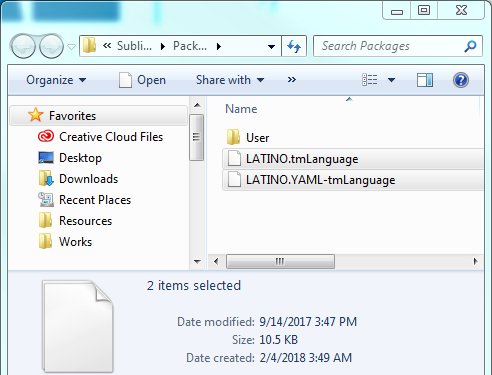 « Subli... ▸ Pack... ▸ Search Packages
Organize Open Share with »
Favorites
Creative Cloud Files
Desktop
Downloads
Recent Places
Resources
Works
Name
User
LATINO.tmLanguage
LATINO.YAML-tmLanguage
2 items selected
Date modified: 9/14/2017 3:47 PM
Size: 10.5 KB
Date created: 2/4/2018 3:49 AM